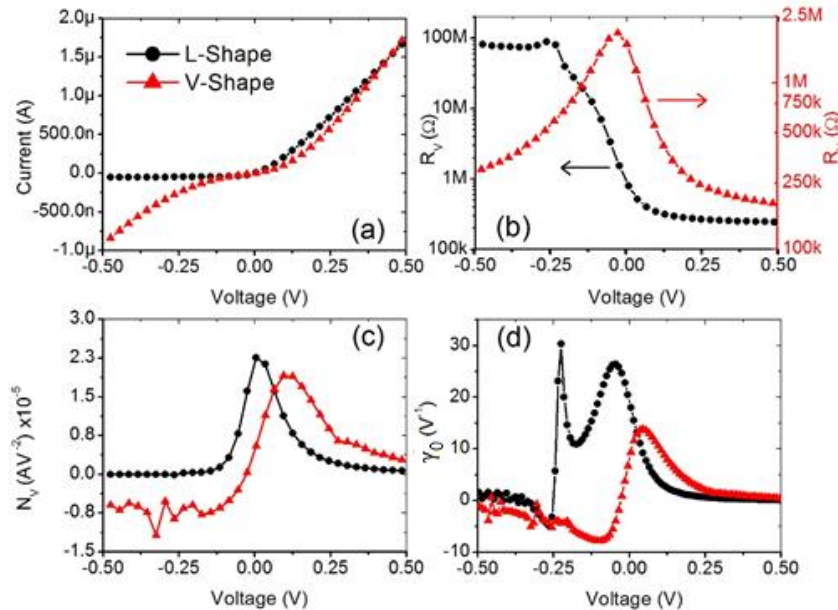 2.0μ
1.5μ
1.0μ
500.0n
0.0
-500.0n
-1.0μ
Current (A)
L-Shape
V-Shape
(a)
-0.50 -0.25 0.00 0.25 0.50
Voltage (V)
100M
10M
1M
100k
Rᵥ (Ω)
(b)
2.5M
1M
750k
500k
250k
100k
Rᵥ (Ω)
-0.50 -0.25 0.00 0.25 0.50
Voltage (V)
3.0
2.3
1.5
0.8
0.0
-0.8
-1.5
Nᵥ (AV⁻²) x10⁻⁵
(c)
-0.50 -0.25 0.00 0.25 0.50
Voltage (V)
30
20
10
0
-10
γ₀ (V⁻¹)
(d)
-0.50 -0.25 0.00 0.25 0.50
Voltage (V)